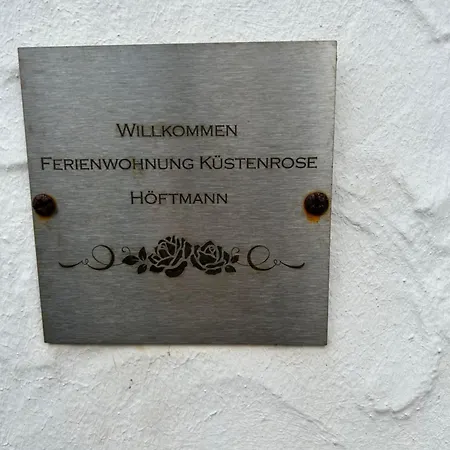 Willkommen
Ferienwohnung Küstenrose
Höftmann